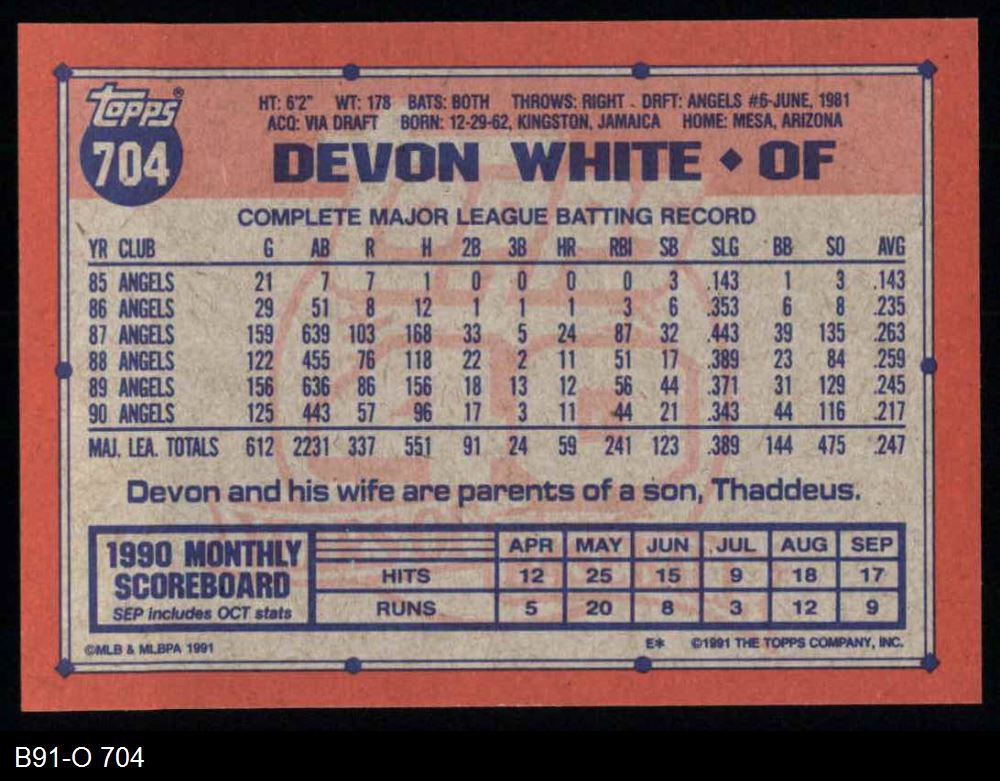 Topps®
704
HT: 6'2" WT: 178 BATS: BOTH THROWS: RIGHT DRFT: ANGELS #6-JUNE, 1981
ACQ: VIA DRAFT BORN: 12-29-62, KINGSTON, JAMAICA HOME: MESA, ARIZONA
DEVON WHITE ◆ OF
COMPLETE MAJOR LEAGUE BATTING RECORD
YR CLUB G AB R H 2B 3B HR RBI SB SLG BB SO AVG
85 ANGELS 21 7 7 1 0 0 0 0 3 .143 1 3 .143
86 ANGELS 29 51 8 12 1 1 1 3 6 .353 6 8 .235
87 ANGELS 159 639 103 168 33 5 24 87 32 .443 39 135 .263
88 ANGELS 122 455 76 118 22 2 11 51 17 .389 23 84 .259
89 ANGELS 156 636 86 156 18 13 12 56 44 .371 31 129 .245
90 ANGELS 125 443 57 96 17 3 11 44 21 .343 44 116 .217
MAJ. LEA. TOTALS 612 2231 337 551 91 24 59 241 123 .389 144 475 .247
Devon and his wife are parents of a son, Thaddeus.
1990 MONTHLY
SCOREBOARD
SEP includes OCT stats
APR MAY JUN JUL AUG SEP
HITS 12 25 15 9 18 17
RUNS 5 20 8 3 12 9
©MLB & MLBPA 1991 E* ©1991 THE TOPPS COMPANY, INC.
B91-O 704